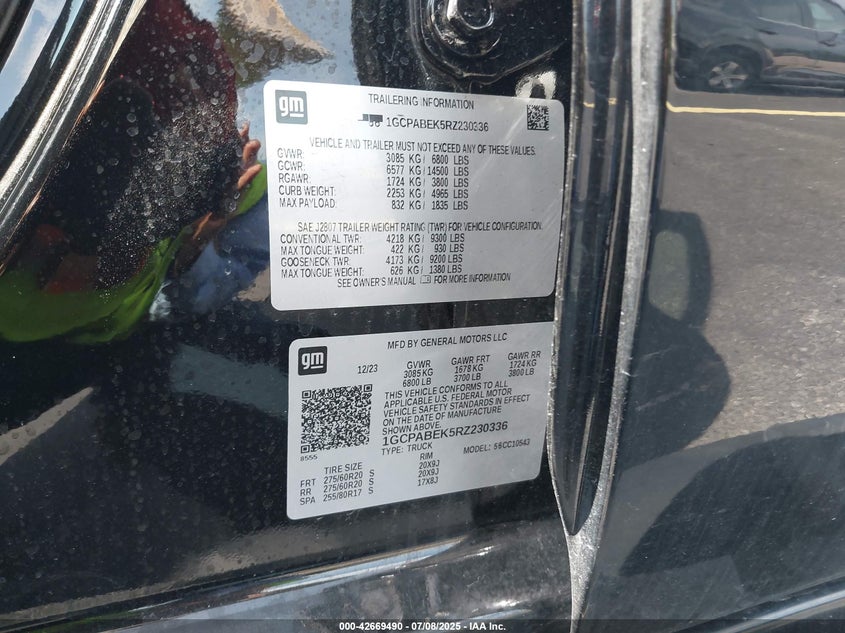 gm
TRAILERING INFORMATION
1GCPABEK5RZ230336
VEHICLE AND TRAILER MUST NOT EXCEED ANY OF THESE VALUES.
GVWR: 3085 KG / 6800 LBS
GCWR: 6577 KG / 14500 LBS
RGAWR: 1724 KG / 3800 LBS
CURB WEIGHT: 2253 KG / 4965 LBS
MAX PAYLOAD: 832 KG / 1835 LBS
SAE J2807 TRAILER WEIGHT RATING (TWR) FOR VEHICLE CONFIGURATION.
CONVENTIONAL TWR: 4218 KG / 9300 LBS
MAX TONGUE WEIGHT: 422 KG / 930 LBS
GOOSENECK TWR: 4173 KG / 9200 LBS
MAX TONGUE WEIGHT: 626 KG / 1380 LBS
SEE OWNER'S MANUAL FOR MORE INFORMATION
gm
MFD BY GENERAL MOTORS LLC
12/23 GVWR GAWR FRT GAWR RR
3085 KG 1678 KG 1724 KG
6800 LB 3700 LB 3800 LB
THIS VEHICLE CONFORMS TO ALL
APPLICABLE U.S. FEDERAL MOTOR
VEHICLE SAFETY STANDARDS IN EFFECT
ON THE DATE OF MANUFACTURE
SHOWN ABOVE.
1GCPABEK5RZ230336
8555 TYPE: TRUCK MODEL: 56CC10543
TIRE SIZE RIM
FRT 275/60R20 S 20X9J
RR 275/60R20 S 20X9J
SPA 255/80R17 S 17X8J
000-42669490 - 07/08/2025 - IAA Inc.